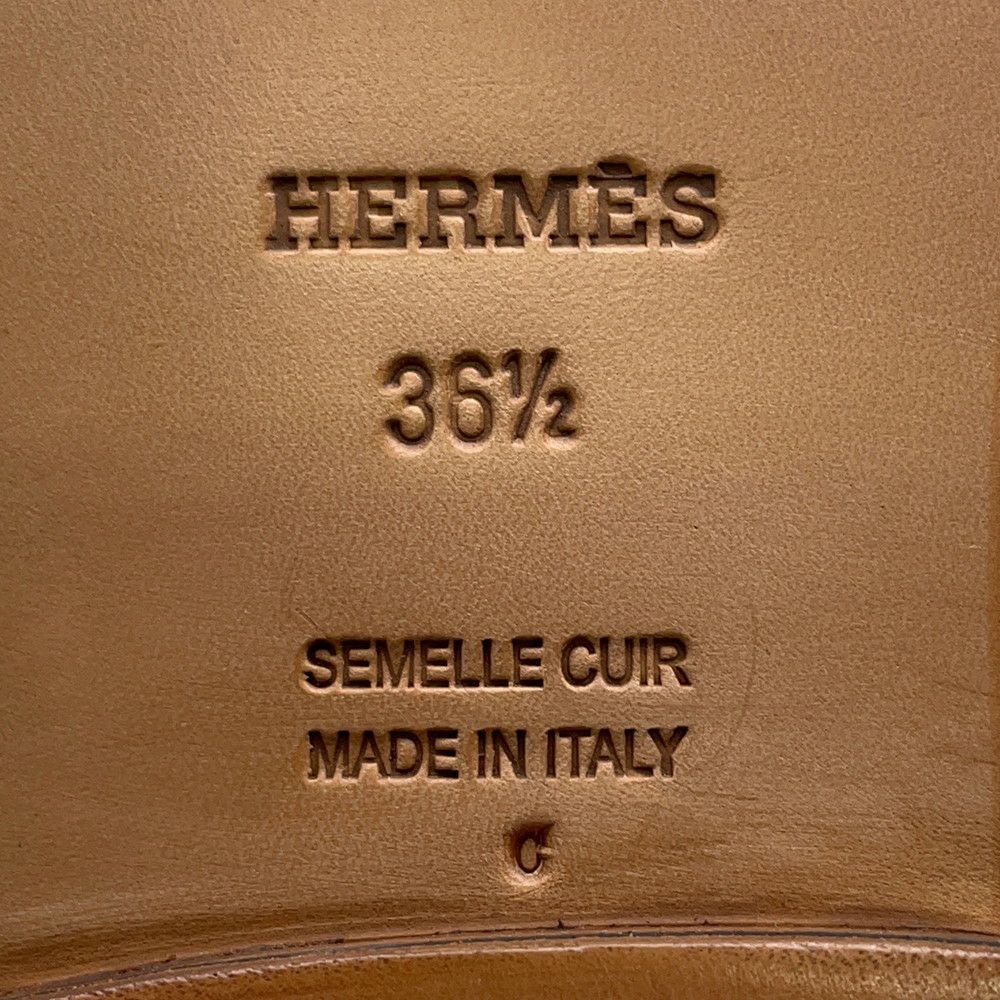 HERMÈS
36½
SEMELLE CUIR
MADE IN ITALY
C